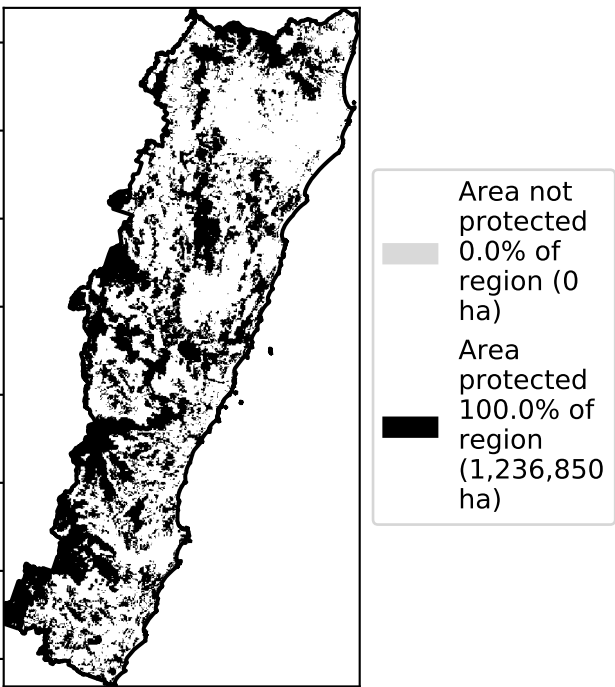 Area not
protected
0.0% of
region (0
ha)
Area
protected
100.0% of
region
(1,236,850
ha)